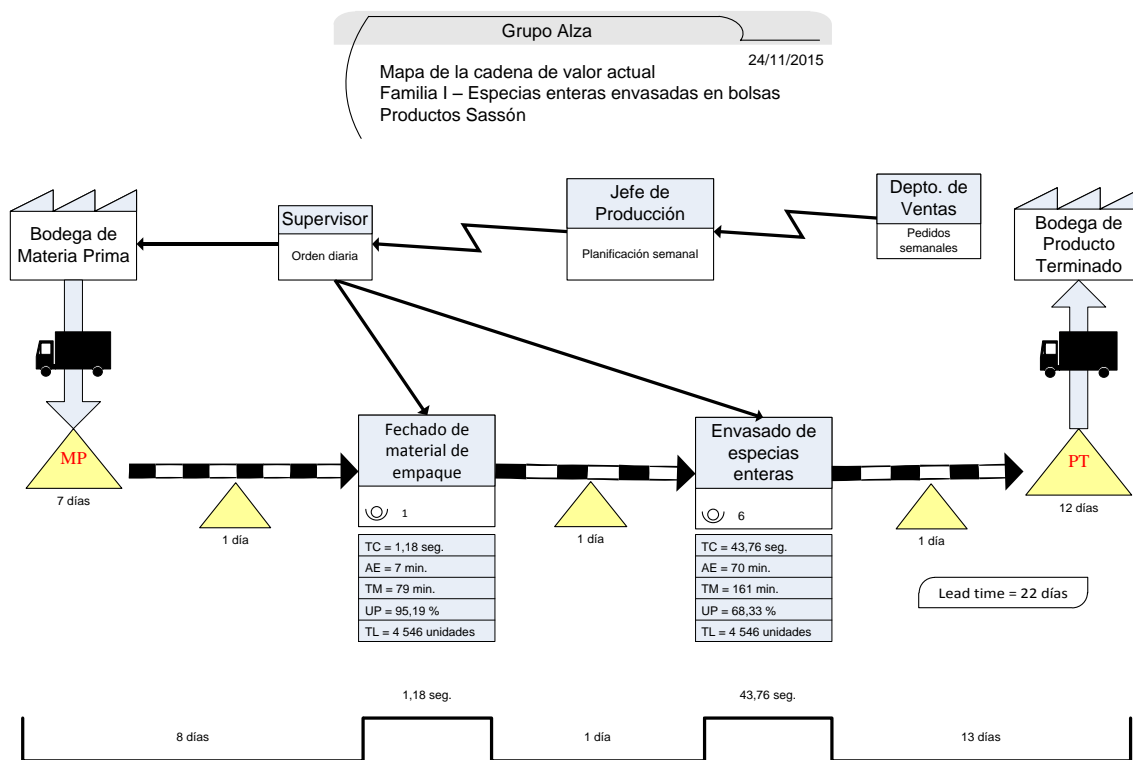 Grupo Alza
24/11/2015
Mapa de la cadena de valor actual
Familia I – Especias enteras envasadas en bolsas
Productos Sassón
Bodega de
Materia Prima
Supervisor
Orden diaria
Jefe de
Producción
Planificación semanal
Depto. de
Ventas
Pedidos
semanales
Bodega de
Producto
Terminado
MP
7 días
1 día
Fechado de
material de
empaque
1
TC = 1,18 seg.
AE = 7 min.
TM = 79 min.
UP = 95,19 %
TL = 4 546 unidades
1 día
Envasado de
especias
enteras
6
TC = 43,76 seg.
AE = 70 min.
TM = 161 min.
UP = 68,33 %
TL = 4 546 unidades
1 día
PT
12 días
Lead time = 22 días
1,18 seg.
43,76 seg.
8 días
1 día
13 días